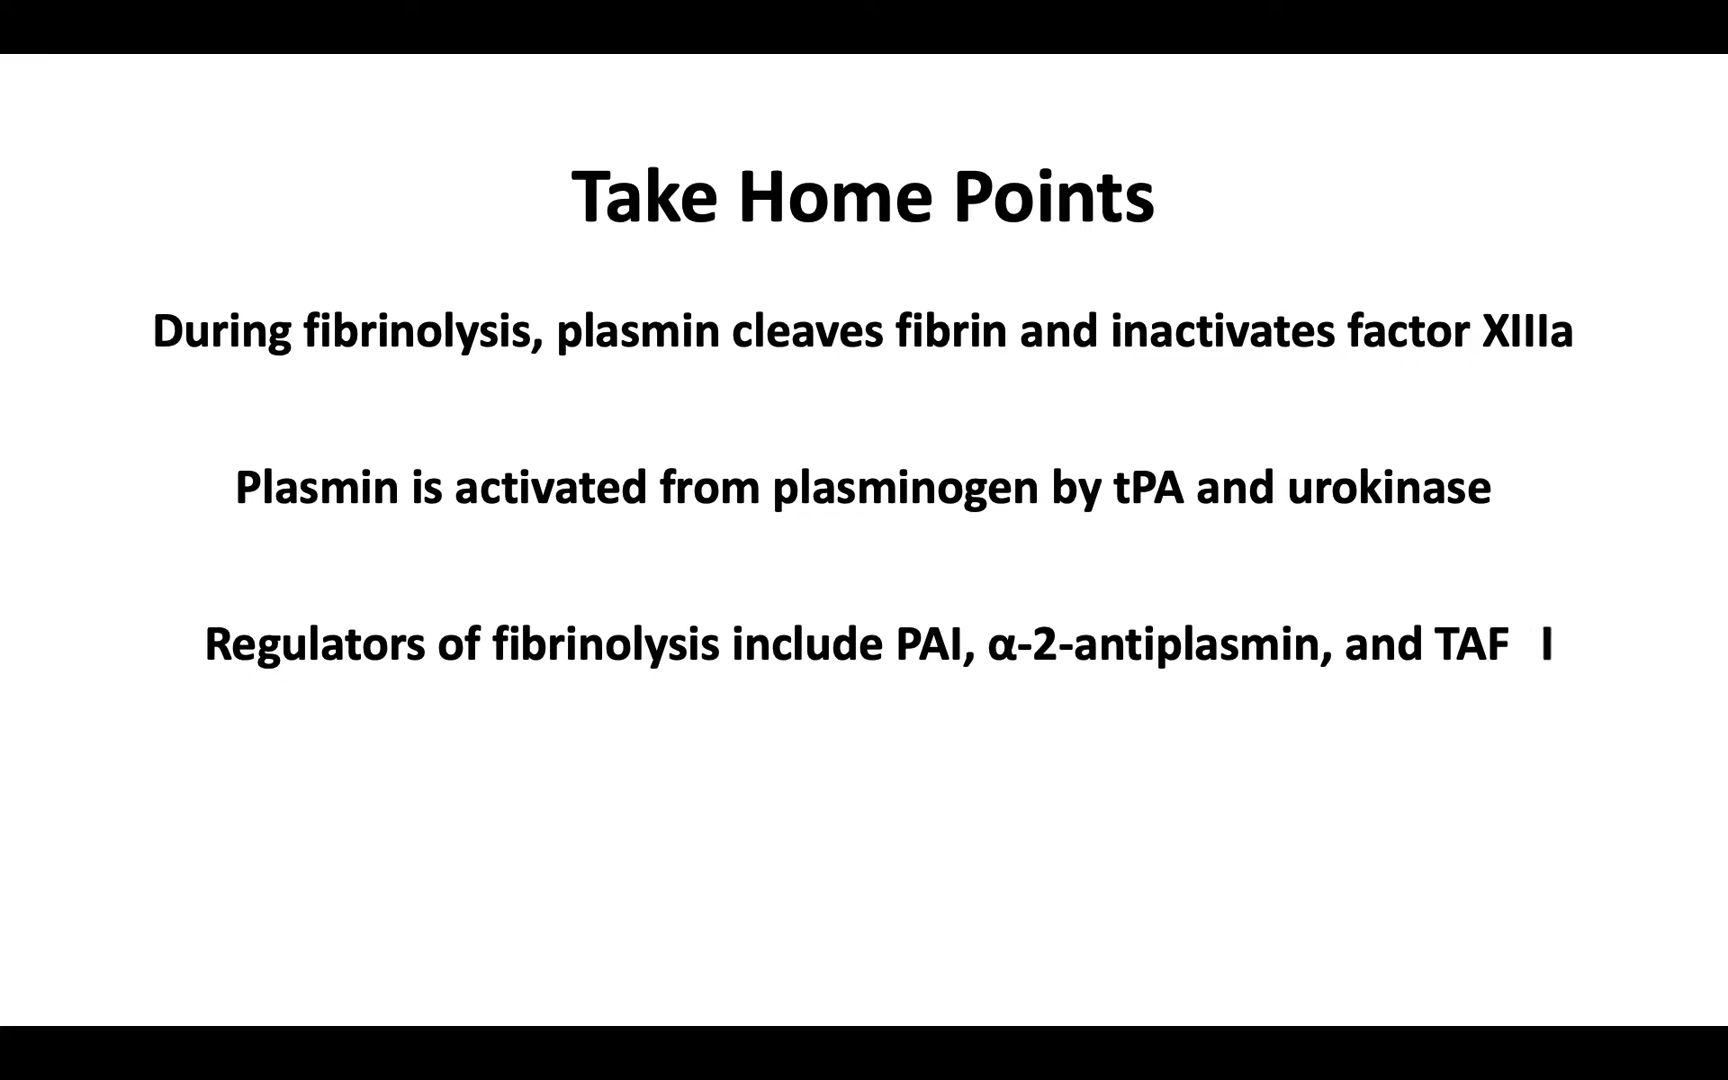 Take Home Points
During fibrinolysis, plasmin cleaves fibrin and inactivates factor XIIIa
Plasmin is activated from plasminogen by tPA and urokinase
Regulators of fibrinolysis include PAI, α-2-antiplasmin, and TAF I